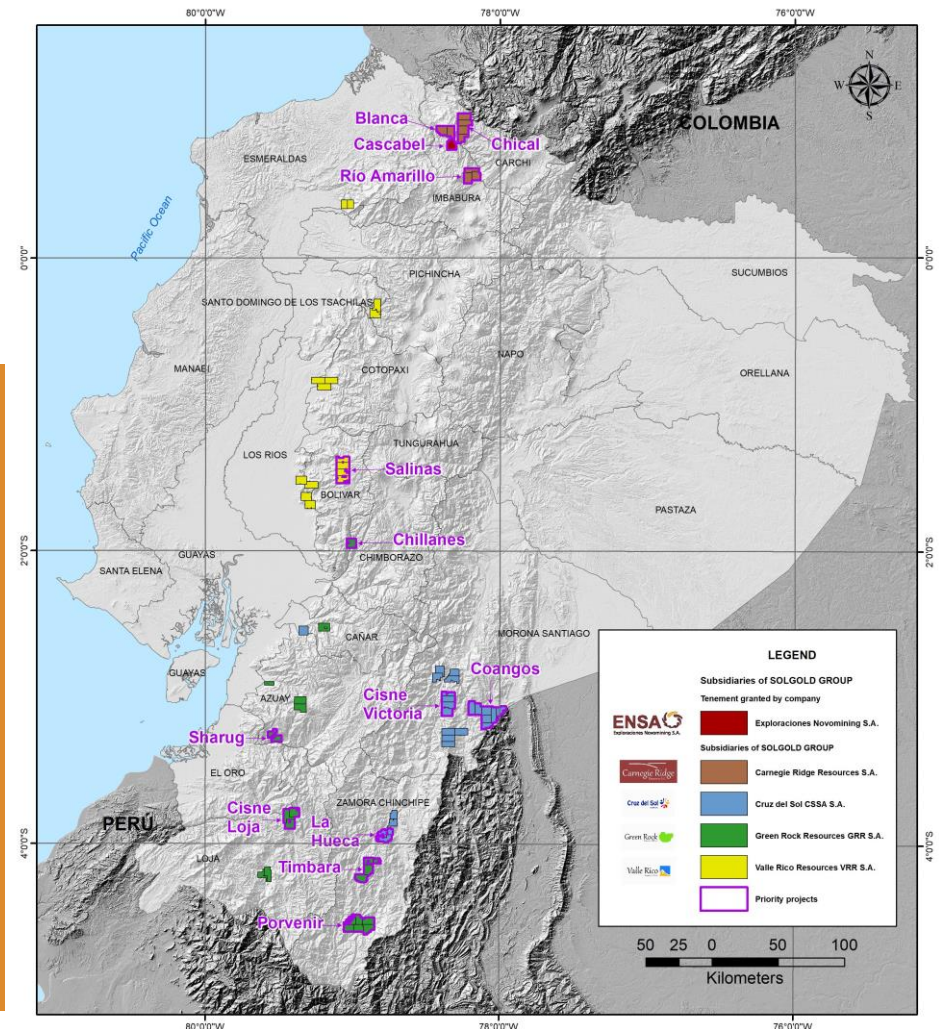 80°0'0"W
78°0'0"W
76°0'0"W
N
W
E
S
COLOMBIA
Blanca
Cascabel
Chical
ESMERALDAS
CARCHI
Río Amarillo
IMBABURA
Pacific Ocean
0°0'0"
0°0'0"
SUCUMBIOS
PICHINCHA
SANTO DOMINGO DE LOS TSACHILAS
NAPO
MANABI
COTOPAXI
ORELLANA
TUNGURAHUA
LOS RIOS
Salinas
BOLIVAR
PASTAZA
Chillanes
2°0'0"S
2°0'0"S
GUAYAS
CHIMBORAZO
SANTA ELENA
CAÑAR
MORONA SANTIAGO
GUAYAS
Coangos
AZUAY
Cisne
Victoria
Sharug
EL ORO
ZAMORA CHINCHIPE
Cisne
Loja
La
Hueca
PERÚ
4°0'0"S
4°0'0"S
LOJA
Timbara
Porvenir
LEGEND
Subsidiaries of SOLGOLD GROUP
Tenement granted by company
ENSA
Exploraciones Novomining S.A.
Exploraciones Novomining S.A.
Subsidiaries of SOLGOLD GROUP
Carnegie Ridge
Carnegie Ridge Resources S.A.
Cruz del Sol
Cruz del Sol CSSA S.A.
Green Rock
Green Rock Resources GRR S.A.
Valle Rico
Valle Rico Resources VRR S.A.
Priority projects
50 25 0 50 100
Kilometers
80°0'0"W
78°0'0"W
76°0'0"W